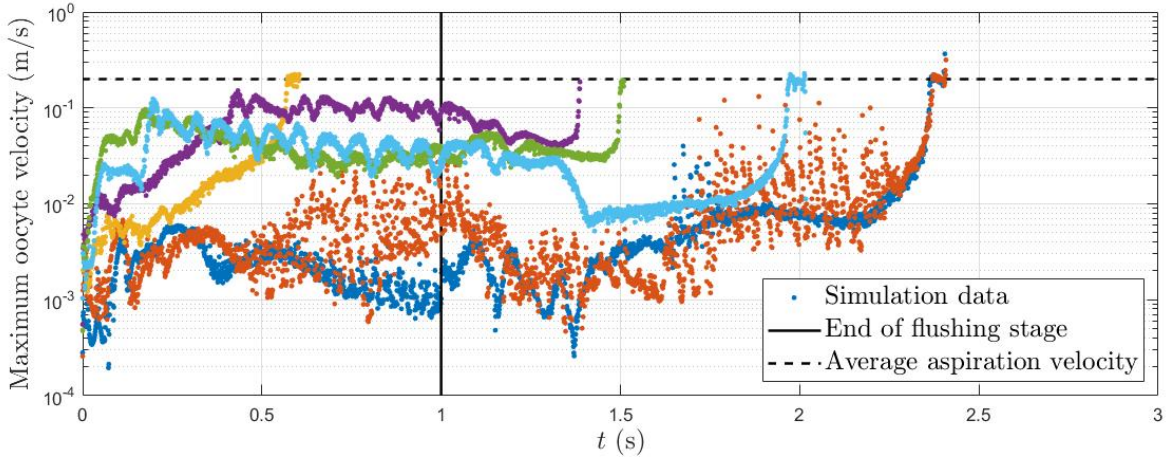 Maximum oocyte velocity (m/s)
10^0
10^-1
10^-2
10^-3
10^-4
0 0.5 1 1.5 2 2.5 3
t (s)
Simulation data
End of flushing stage
Average aspiration velocity